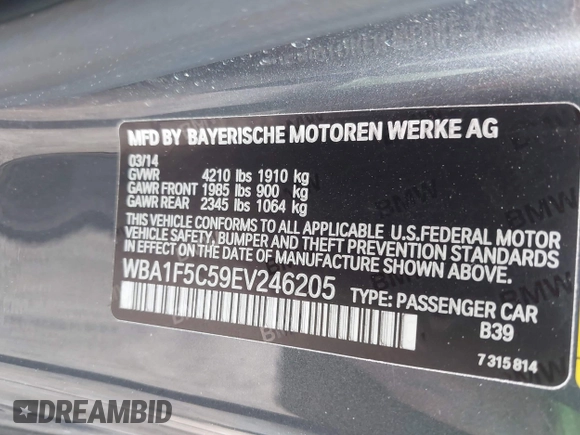 MFD BY BAYERISCHE MOTOREN WERKE AG
03/14
GVWR 4210 lbs 1910 kg
GAWR FRONT 1985 lbs 900 kg
GAWR REAR 2345 lbs 1064 kg
THIS VEHICLE CONFORMS TO ALL APPLICABLE U.S.FEDERAL MOTOR
VEHICLE SAFETY, BUMPER AND THEFT PREVENTION STANDARDS
IN EFFECT ON THE DATE OF MANUFACTURE SHOWN ABOVE.
WBA1F5C59EV246205 TYPE: PASSENGER CAR
B39
7 315 814
DREAMBID